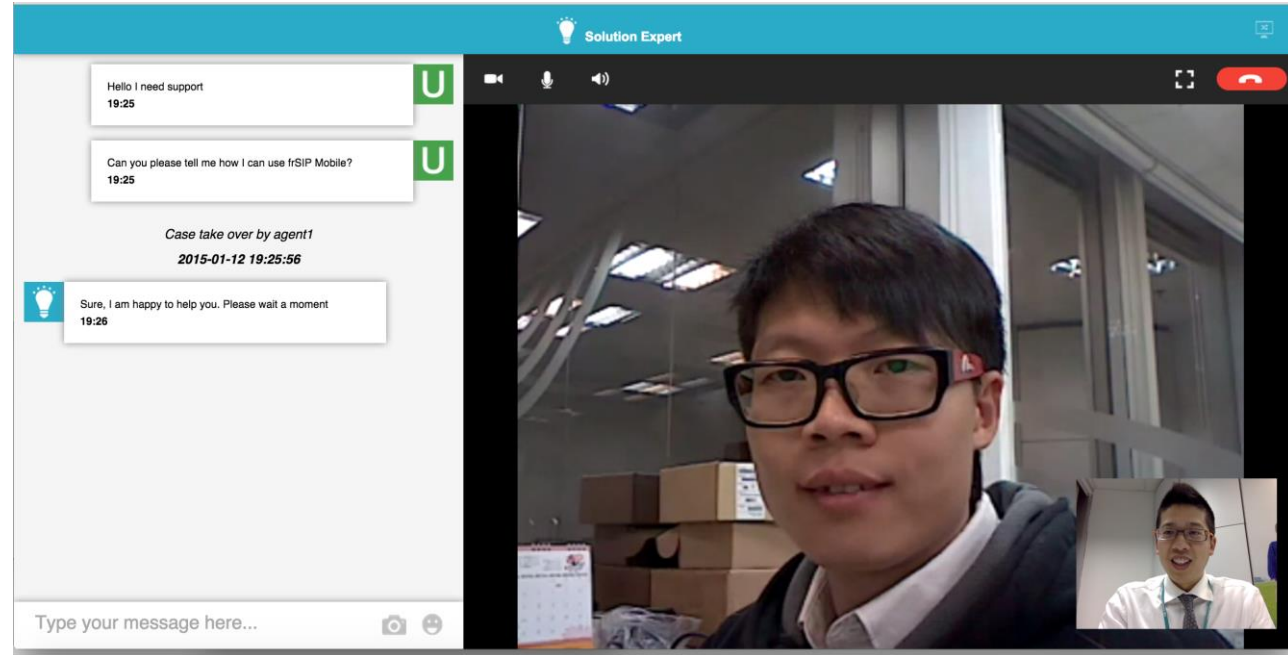 Solution Expert
Hello I need support
19:25
U
Can you please tell me how I can use frSIP Mobile?
19:25
U
Case take over by agent1
2015-01-12 19:25:56
Sure, I am happy to help you. Please wait a moment
19:26
Type your message here...